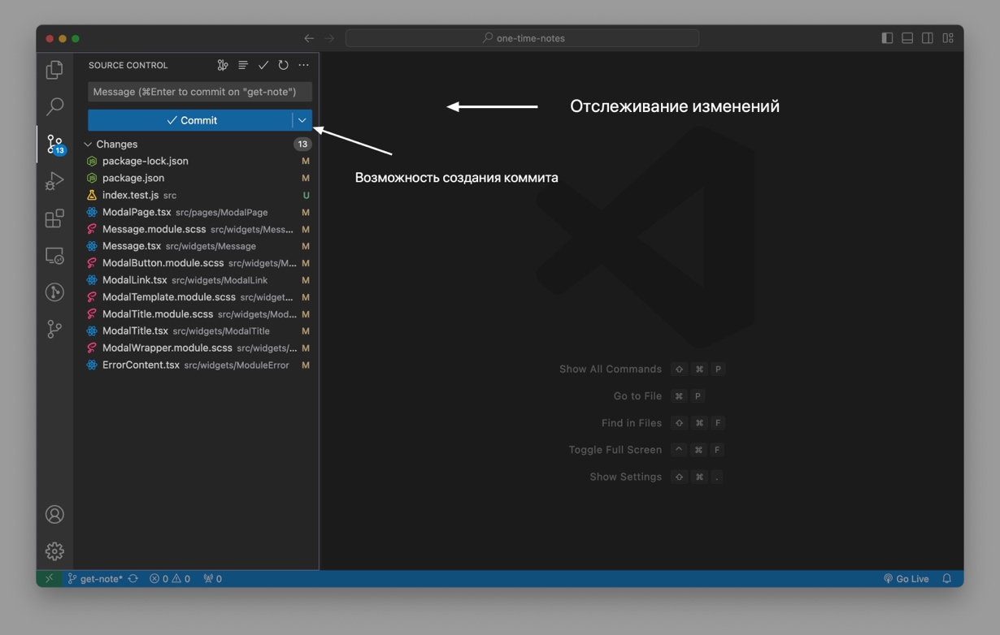 one-time-notes
SOURCE CONTROL
Message (⌘Enter to commit on "get-note")
Отслеживание изменений
Commit
Возможность создания коммита
13
Changes 13
package-lock.json M
package.json M
index.test.js src U
ModalPage.tsx src/pages/ModalPage M
Message.module.scss src/widgets/Mess... M
Message.tsx src/widgets/Message M
ModalButton.module.scss src/widgets/M... M
ModalLink.tsx src/widgets/ModalLink M
ModalTemplate.module.scss src/widget... M
ModalTitle.module.scss src/widgets/Mod... M
ModalTitle.tsx src/widgets/ModalTitle M
ModalWrapper.module.scss src/widgets/... M
ErrorContent.tsx src/widgets/ModuleError M
Show All Commands ⇧ ⌘ P
Go to File ⌘ P
Find in Files ⇧ ⌘ F
Toggle Full Screen ^ ⌘ F
Show Settings ⇧ ⌘ .
get-note* 0 0 0 Go Live